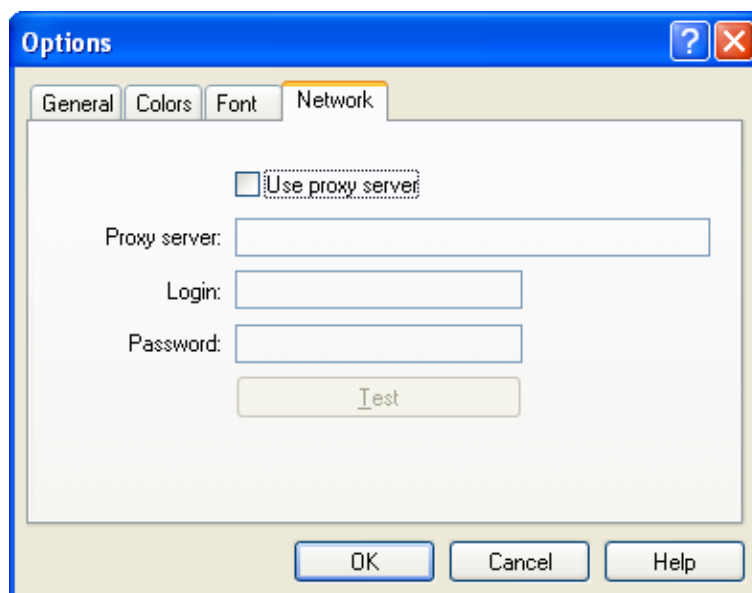 Options
General Colors Font Network
Use proxy server
Proxy server:
Login:
Password:
Test
OK Cancel Help